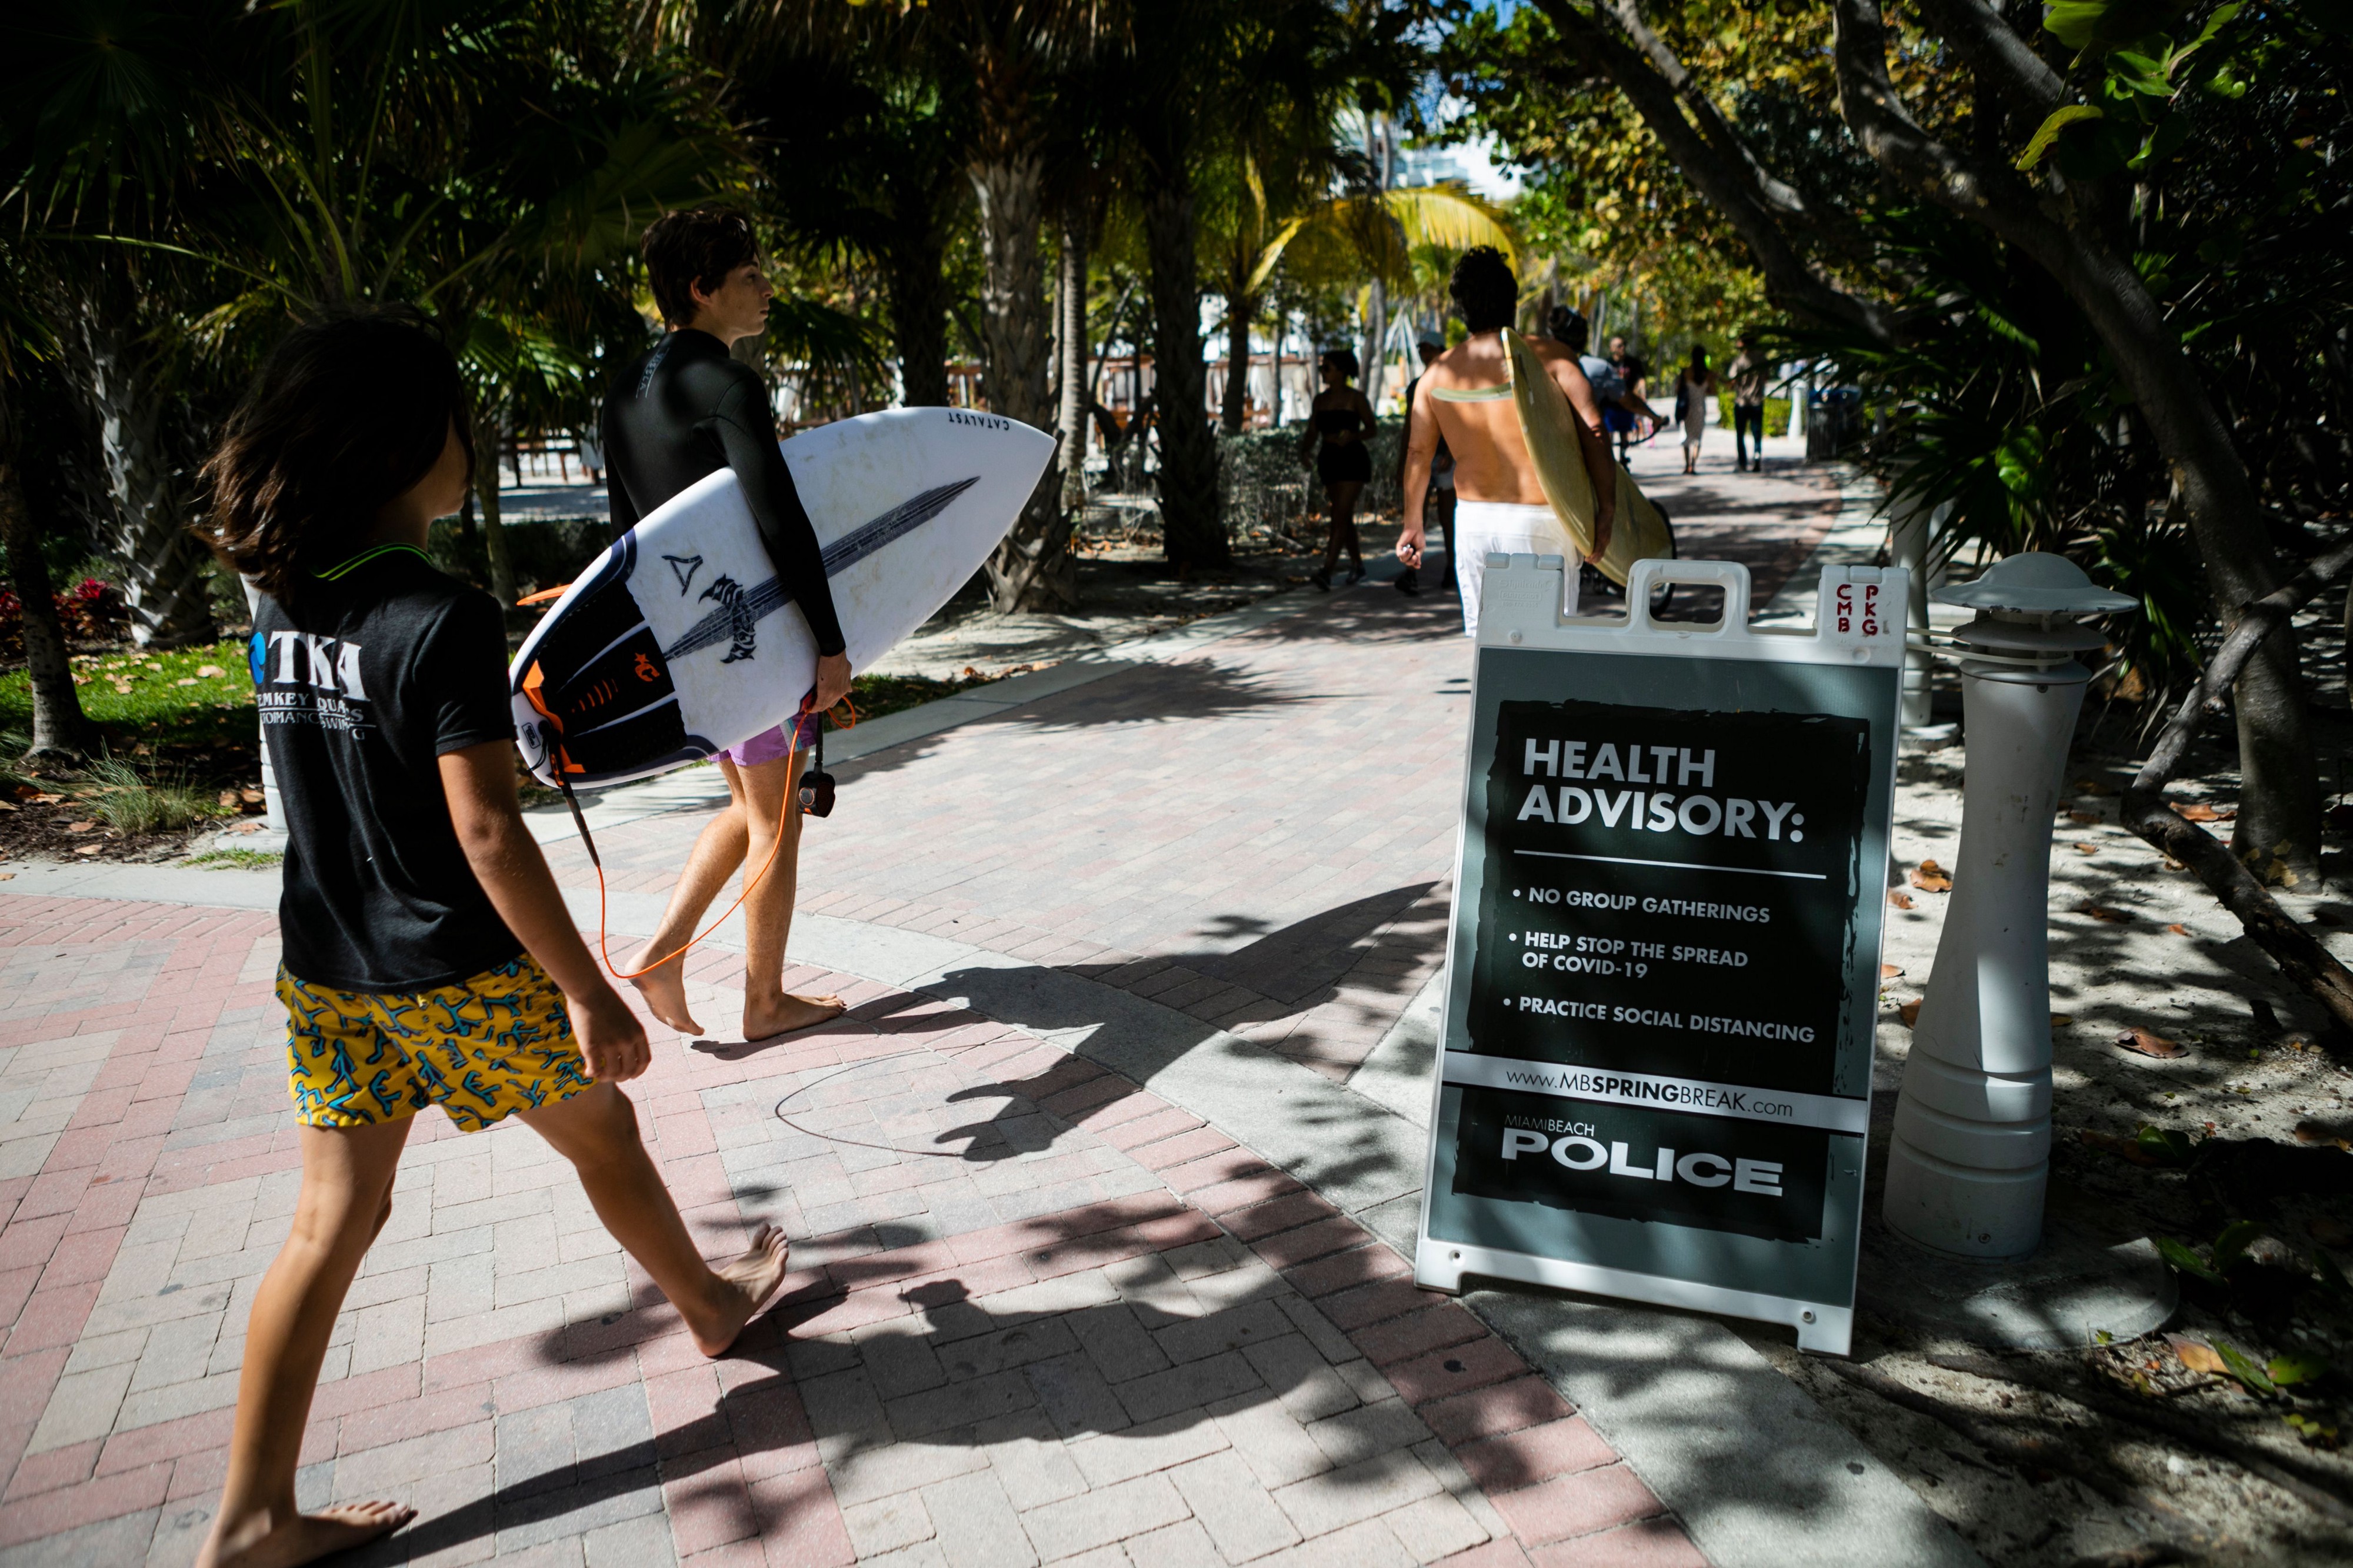 CATALYST
TKA
CMB PKG
HEALTH
ADVISORY:
• NO GROUP GATHERINGS
• HELP STOP THE SPREAD
OF COVID-19
• PRACTICE SOCIAL DISTANCING
www.MBSPRINGBREAK.com
MIAMIBEACH
POLICE